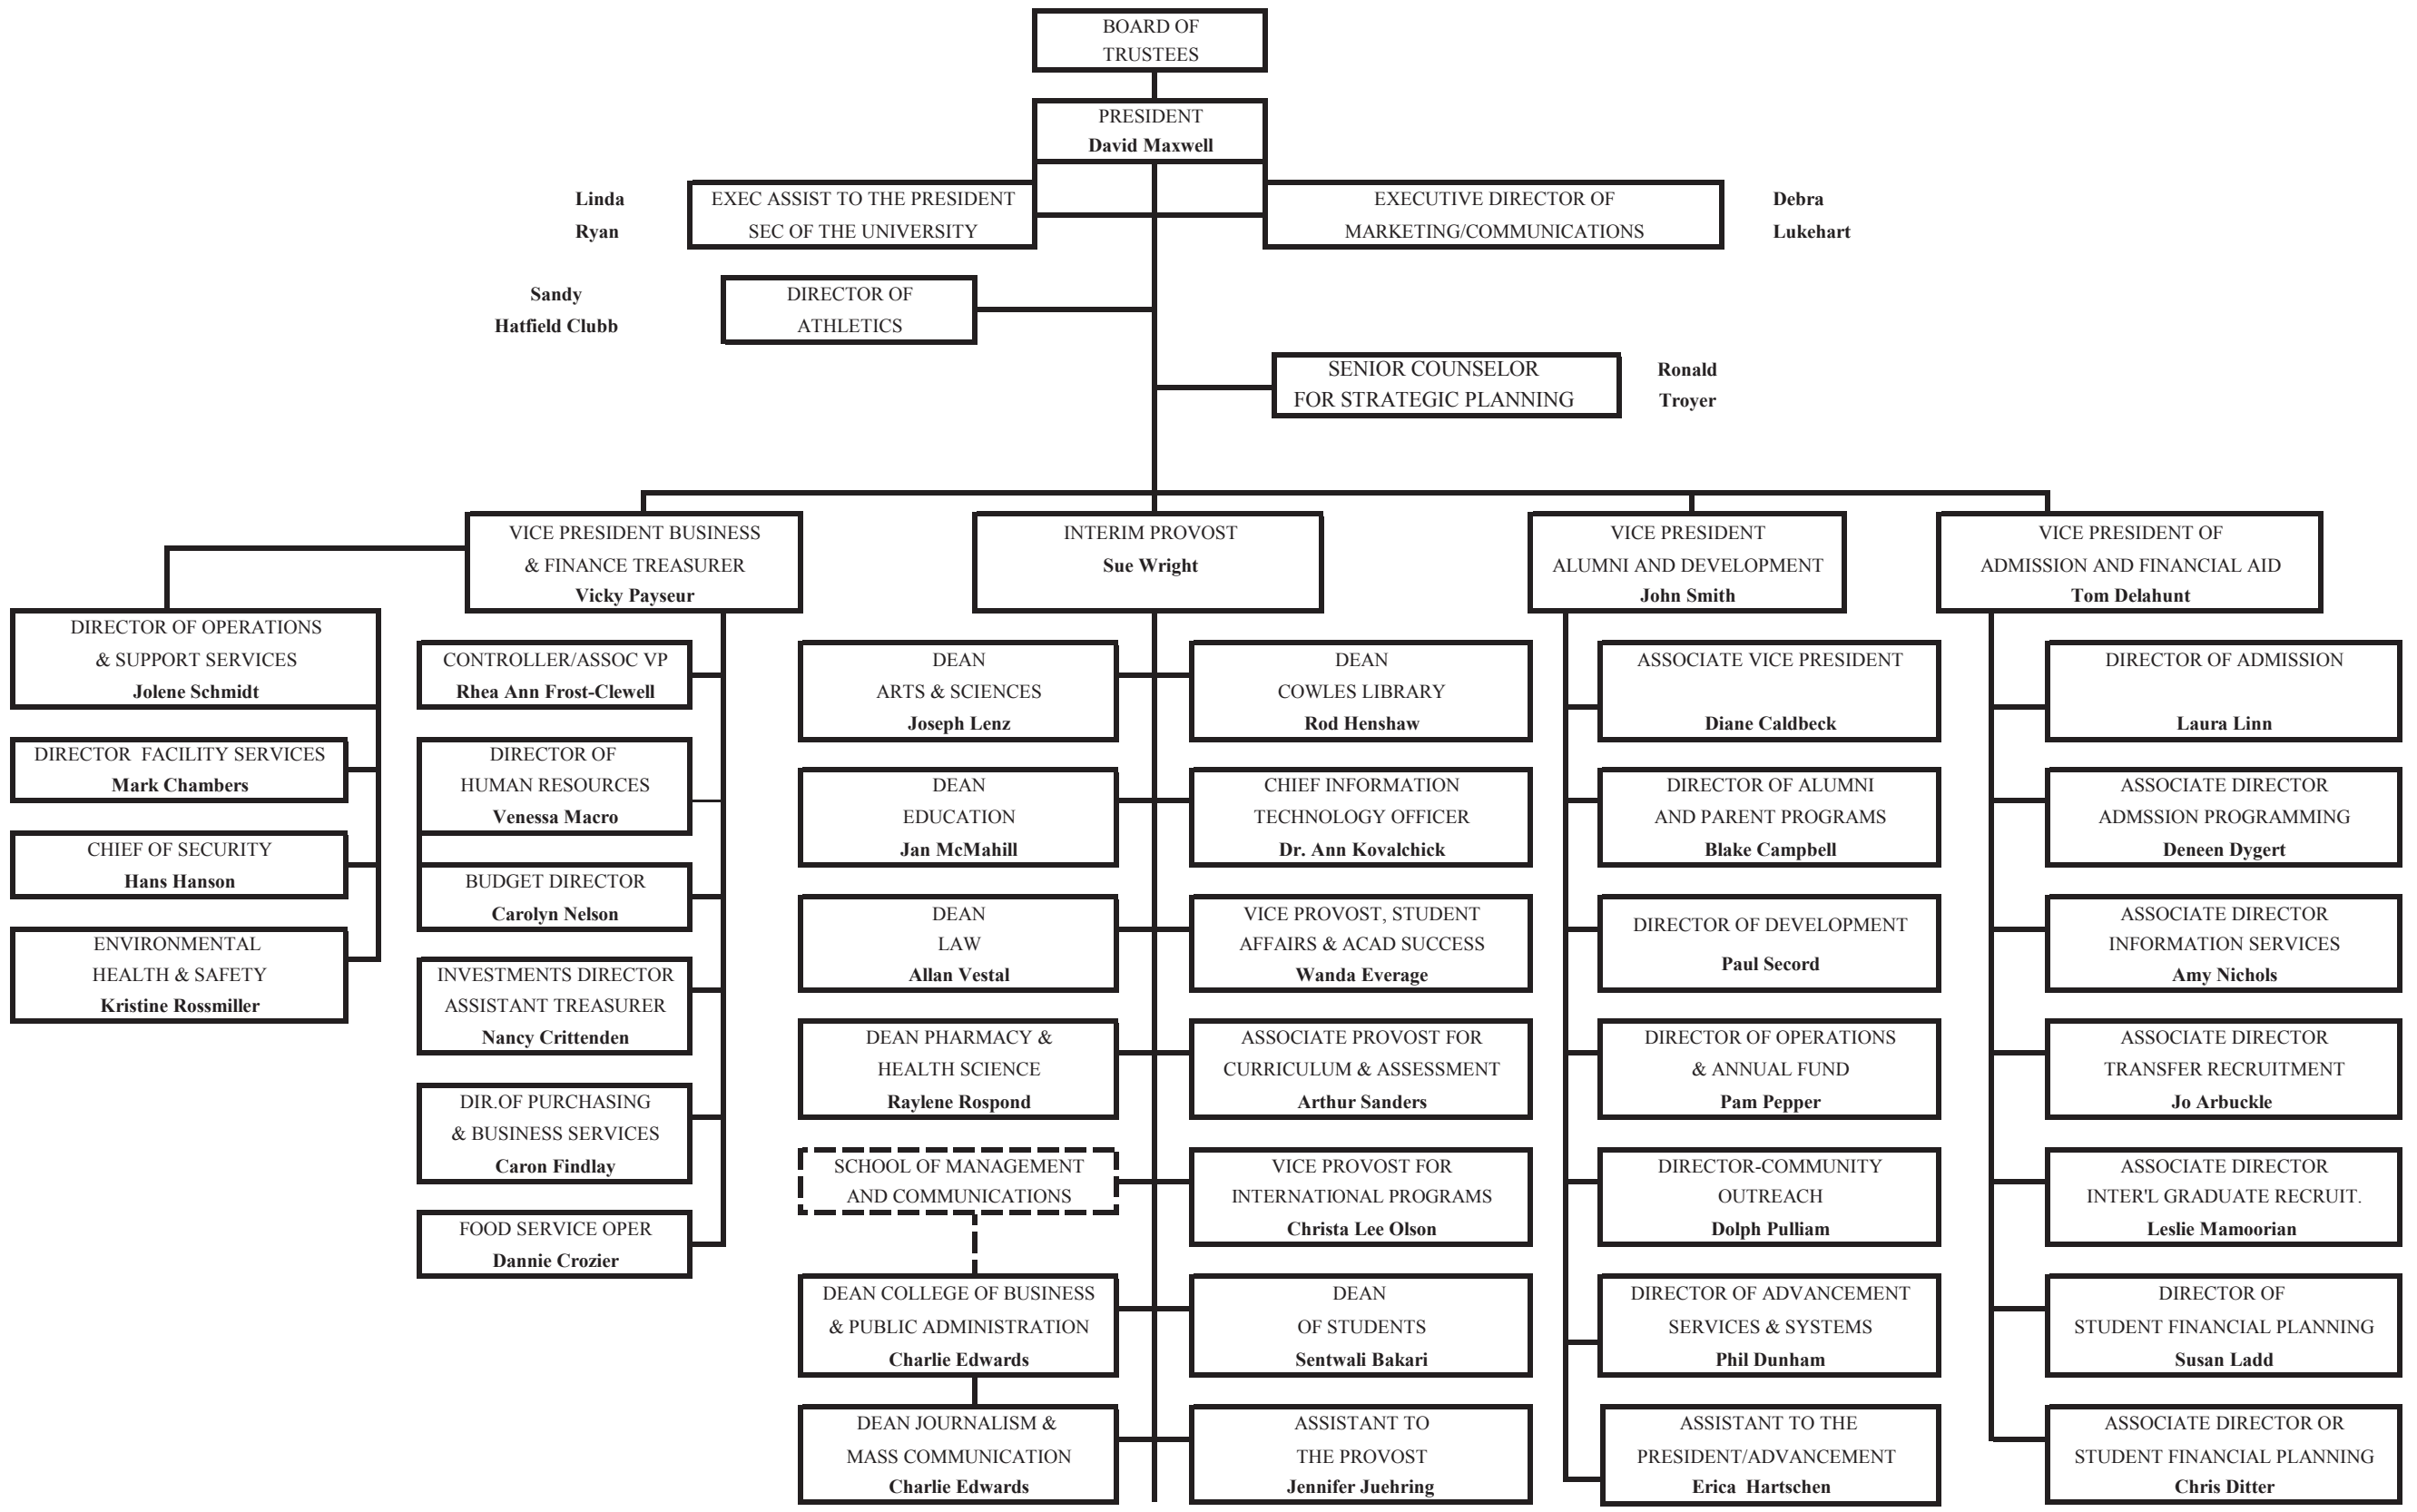 BOARD OF
TRUSTEES
PRESIDENT
David Maxwell
Linda
Ryan
EXEC ASSIST TO THE PRESIDENT
SEC OF THE UNIVERSITY
EXECUTIVE DIRECTOR OF
MARKETING/COMMUNICATIONS
Debra
Lukehart
Sandy
Hatfield Clubb
DIRECTOR OF
ATHLETICS
SENIOR COUNSELOR
FOR STRATEGIC PLANNING
Ronald
Troyer
VICE PRESIDENT BUSINESS
& FINANCE TREASURER
Vicky Payseur
INTERIM PROVOST
Sue Wright
VICE PRESIDENT
ALUMNI AND DEVELOPMENT
John Smith
VICE PRESIDENT OF
ADMISSION AND FINANCIAL AID
Tom Delahunt
DIRECTOR OF OPERATIONS
& SUPPORT SERVICES
Jolene Schmidt
DIRECTOR FACILITY SERVICES
Mark Chambers
CHIEF OF SECURITY
Hans Hanson
ENVIRONMENTAL
HEALTH & SAFETY
Kristine Rossmiller
CONTROLLER/ASSOC VP
Rhea Ann Frost-Clewell
DIRECTOR OF
HUMAN RESOURCES
Venessa Macro
BUDGET DIRECTOR
Carolyn Nelson
INVESTMENTS DIRECTOR
ASSISTANT TREASURER
Nancy Crittenden
DIR.OF PURCHASING
& BUSINESS SERVICES
Caron Findlay
FOOD SERVICE OPER
Dannie Crozier
DEAN
ARTS & SCIENCES
Joseph Lenz
DEAN
EDUCATION
Jan McMahill
DEAN
LAW
Allan Vestal
DEAN PHARMACY &
HEALTH SCIENCE
Raylene Rospond
SCHOOL OF MANAGEMENT
AND COMMUNICATIONS
DEAN COLLEGE OF BUSINESS
& PUBLIC ADMINISTRATION
Charlie Edwards
DEAN JOURNALISM &
MASS COMMUNICATION
Charlie Edwards
DEAN
COWLES LIBRARY
Rod Henshaw
CHIEF INFORMATION
TECHNOLOGY OFFICER
Dr. Ann Kovalchick
VICE PROVOST, STUDENT
AFFAIRS & ACAD SUCCESS
Wanda Everage
ASSOCIATE PROVOST FOR
CURRICULUM & ASSESSMENT
Arthur Sanders
VICE PROVOST FOR
INTERNATIONAL PROGRAMS
Christa Lee Olson
DEAN
OF STUDENTS
Sentwali Bakari
ASSISTANT TO
THE PROVOST
Jennifer Juehring
ASSOCIATE VICE PRESIDENT
Diane Caldbeck
DIRECTOR OF ALUMNI
AND PARENT PROGRAMS
Blake Campbell
DIRECTOR OF DEVELOPMENT
Paul Secord
DIRECTOR OF OPERATIONS
& ANNUAL FUND
Pam Pepper
DIRECTOR-COMMUNITY
OUTREACH
Dolph Pulliam
DIRECTOR OF ADVANCEMENT
SERVICES & SYSTEMS
Phil Dunham
ASSISTANT TO THE
PRESIDENT/ADVANCEMENT
Erica Hartschen
DIRECTOR OF ADMISSION
Laura Linn
ASSOCIATE DIRECTOR
ADMSSION PROGRAMMING
Deneen Dygert
ASSOCIATE DIRECTOR
INFORMATION SERVICES
Amy Nichols
ASSOCIATE DIRECTOR
TRANSFER RECRUITMENT
Jo Arbuckle
ASSOCIATE DIRECTOR
INTER'L GRADUATE RECRUIT.
Leslie Mamoorian
DIRECTOR OF
STUDENT FINANCIAL PLANNING
Susan Ladd
ASSOCIATE DIRECTOR OR
STUDENT FINANCIAL PLANNING
Chris Ditter